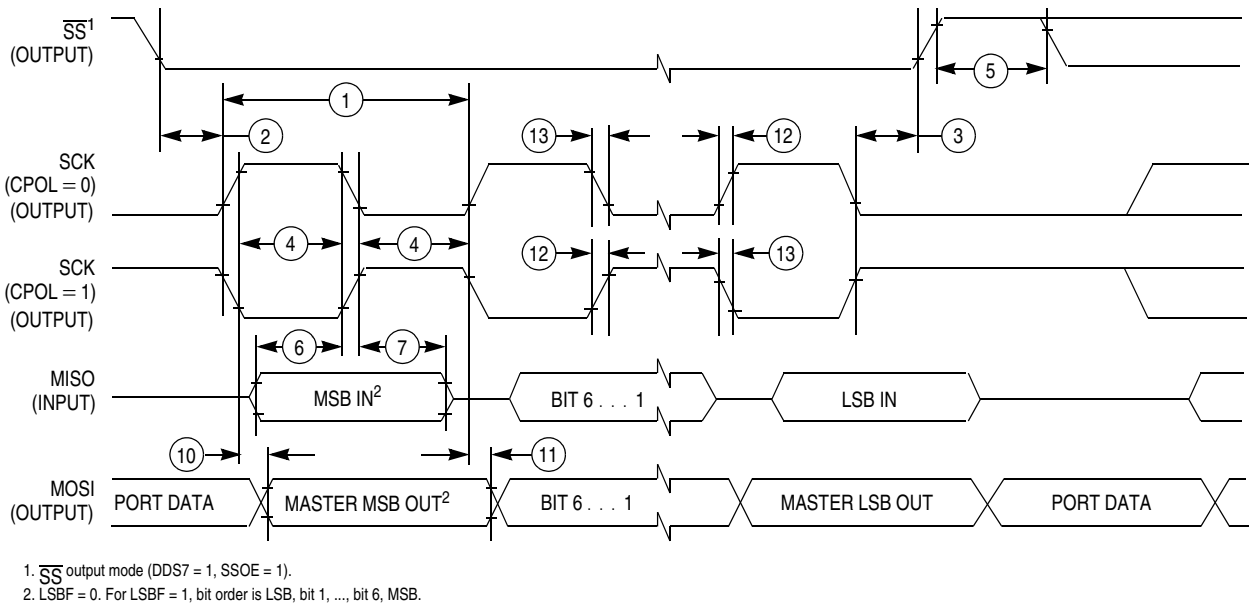 SS¹
(OUTPUT)
5
1
2
13
12
3
SCK
(CPOL = 0)
(OUTPUT)
4
4
12
13
SCK
(CPOL = 1)
(OUTPUT)
6
7
MISO
(INPUT)
MSB IN²
BIT 6 . . . 1
LSB IN
10
11
MOSI
(OUTPUT)
PORT DATA
MASTER MSB OUT²
BIT 6 . . . 1
MASTER LSB OUT
PORT DATA
1. SS output mode (DDS7 = 1, SSOE = 1).
2. LSBF = 0. For LSBF = 1, bit order is LSB, bit 1, ..., bit 6, MSB.